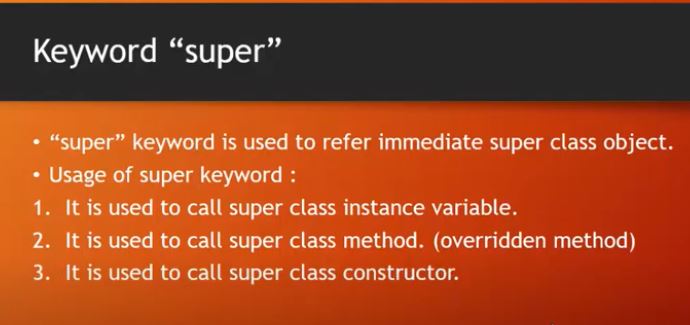 Keyword “super”
• “super” keyword is used to refer immediate super class object.
• Usage of super keyword :
1. It is used to call super class instance variable.
2. It is used to call super class method. (overridden method)
3. It is used to call super class constructor.